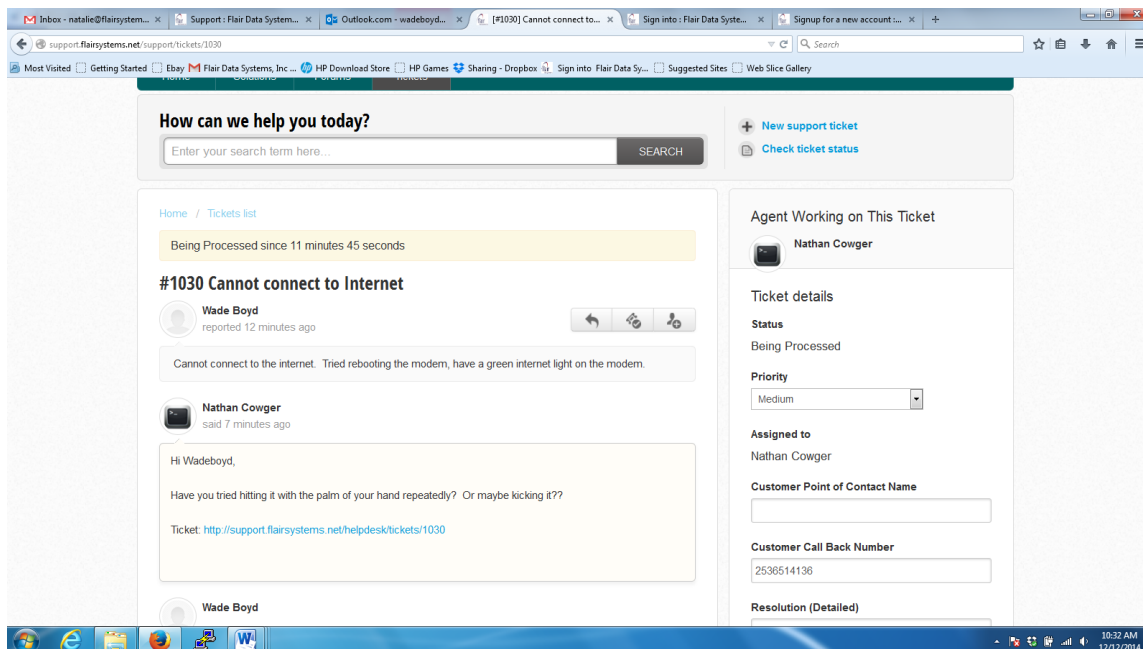 Inbox - natalie@flairsystem...
Support : Flair Data System...
Outlook.com - wadeboyd...
[#1030] Cannot connect to...
Sign into : Flair Data Syste...
Signup for a new account :...
support.flairsystems.net/support/tickets/1030
Search
Most Visited Getting Started Ebay Flair Data Systems, Inc ... HP Download Store HP Games Sharing - Dropbox Sign into Flair Data Sy... Suggested Sites Web Slice Gallery
Home Solutions Forums Tickets
How can we help you today?
Enter your search term here...
SEARCH
New support ticket
Check ticket status
Home / Tickets list
Being Processed since 11 minutes 45 seconds
#1030 Cannot connect to Internet
Wade Boyd
reported 12 minutes ago
Cannot connect to the internet. Tried rebooting the modem, have a green internet light on the modem.
Nathan Cowger
said 7 minutes ago
Hi Wadeboyd,
Have you tried hitting it with the palm of your hand repeatedly? Or maybe kicking it??
Ticket: http://support.flairsystems.net/helpdesk/tickets/1030
Wade Boyd
Agent Working on This Ticket
Nathan Cowger
Ticket details
Status
Being Processed
Priority
Medium
Assigned to
Nathan Cowger
Customer Point of Contact Name
Customer Call Back Number
2536514136
Resolution (Detailed)
10:32 AM
12/12/2014